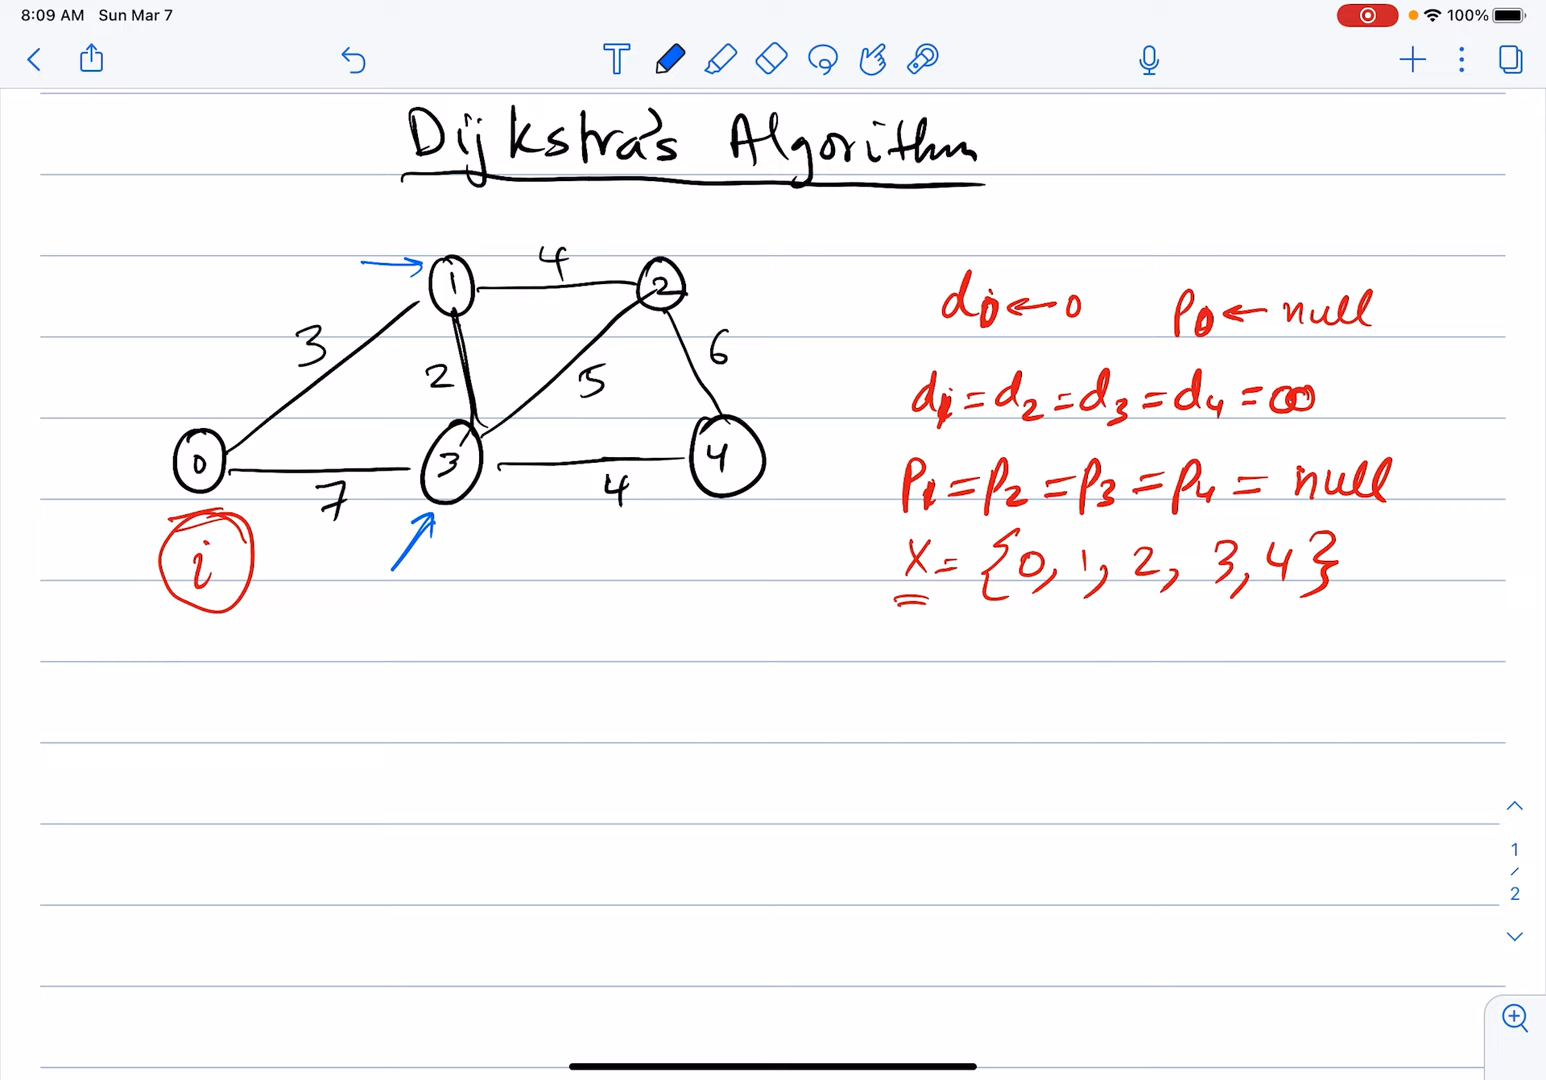 8:09 AM Sun Mar 7 100%
T
Dijkstra's Algorithm
1 4 2
3 2 5 6
0 7 3 4 4
i
d0 ← 0 p0 ← null
d1 = d2 = d3 = d4 = ∞
p1 = p2 = p3 = p4 = null
X = {0, 1, 2, 3, 4}
1
/
2